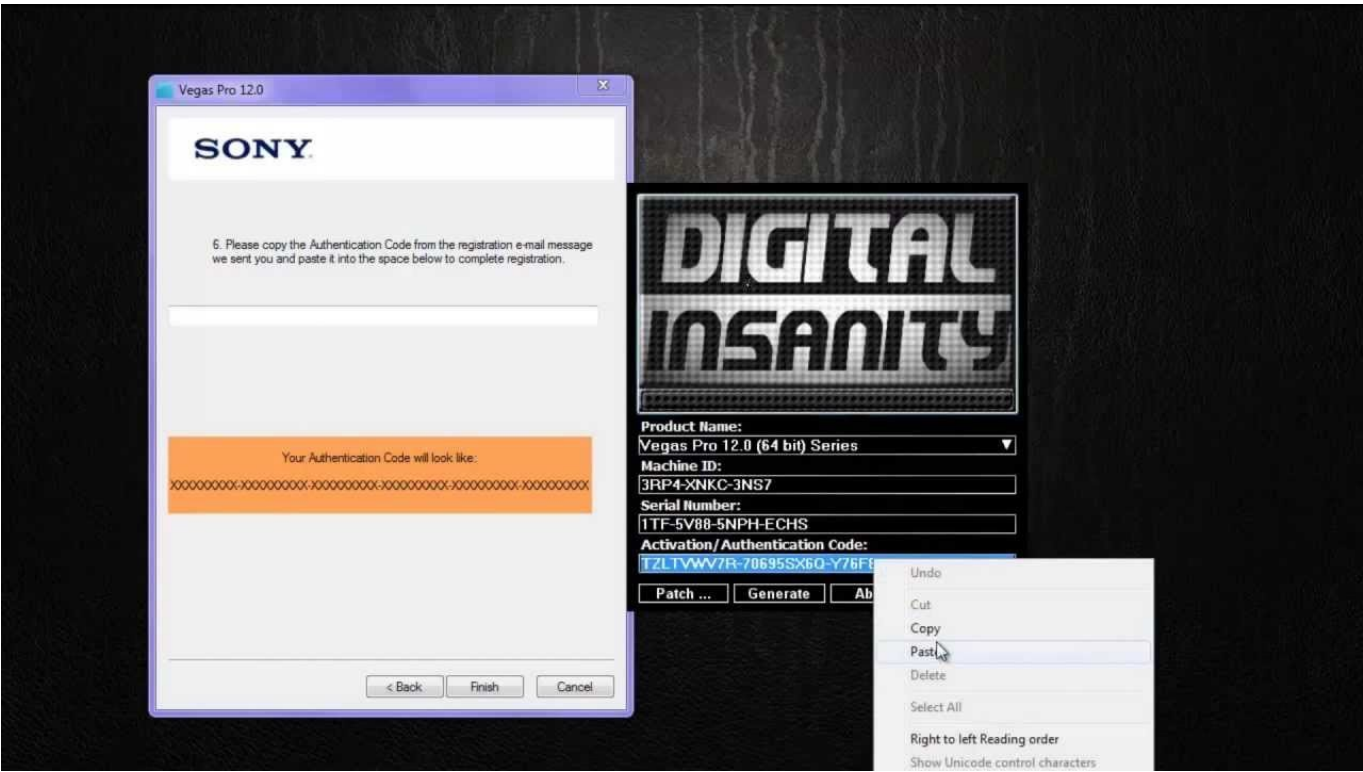 Vegas Pro 12.0
SONY
6. Please copy the Authentication Code from the registration e-mail message
we sent you and paste it into the space below to complete registration.
Your Authentication Code will look like:
XXXXXXXXX-XXXXXXXXX-XXXXXXXXX-XXXXXXXXX-XXXXXXXXX-XXXXXXXXX
< Back
Finish
Cancel
DIGITAL
INSANITY
Product Name:
Vegas Pro 12.0 (64 bit) Series
Machine ID:
3RP4-XNKC-3NS7
Serial Number:
1TF-5V88-5NPH-ECHS
Activation/Authentication Code:
TZLTVWV7R-70695SX6Q-Y76F
Patch ...
Generate
Ab
Undo
Cut
Copy
Paste
Delete
Select All
Right to left Reading order
Show Unicode control characters